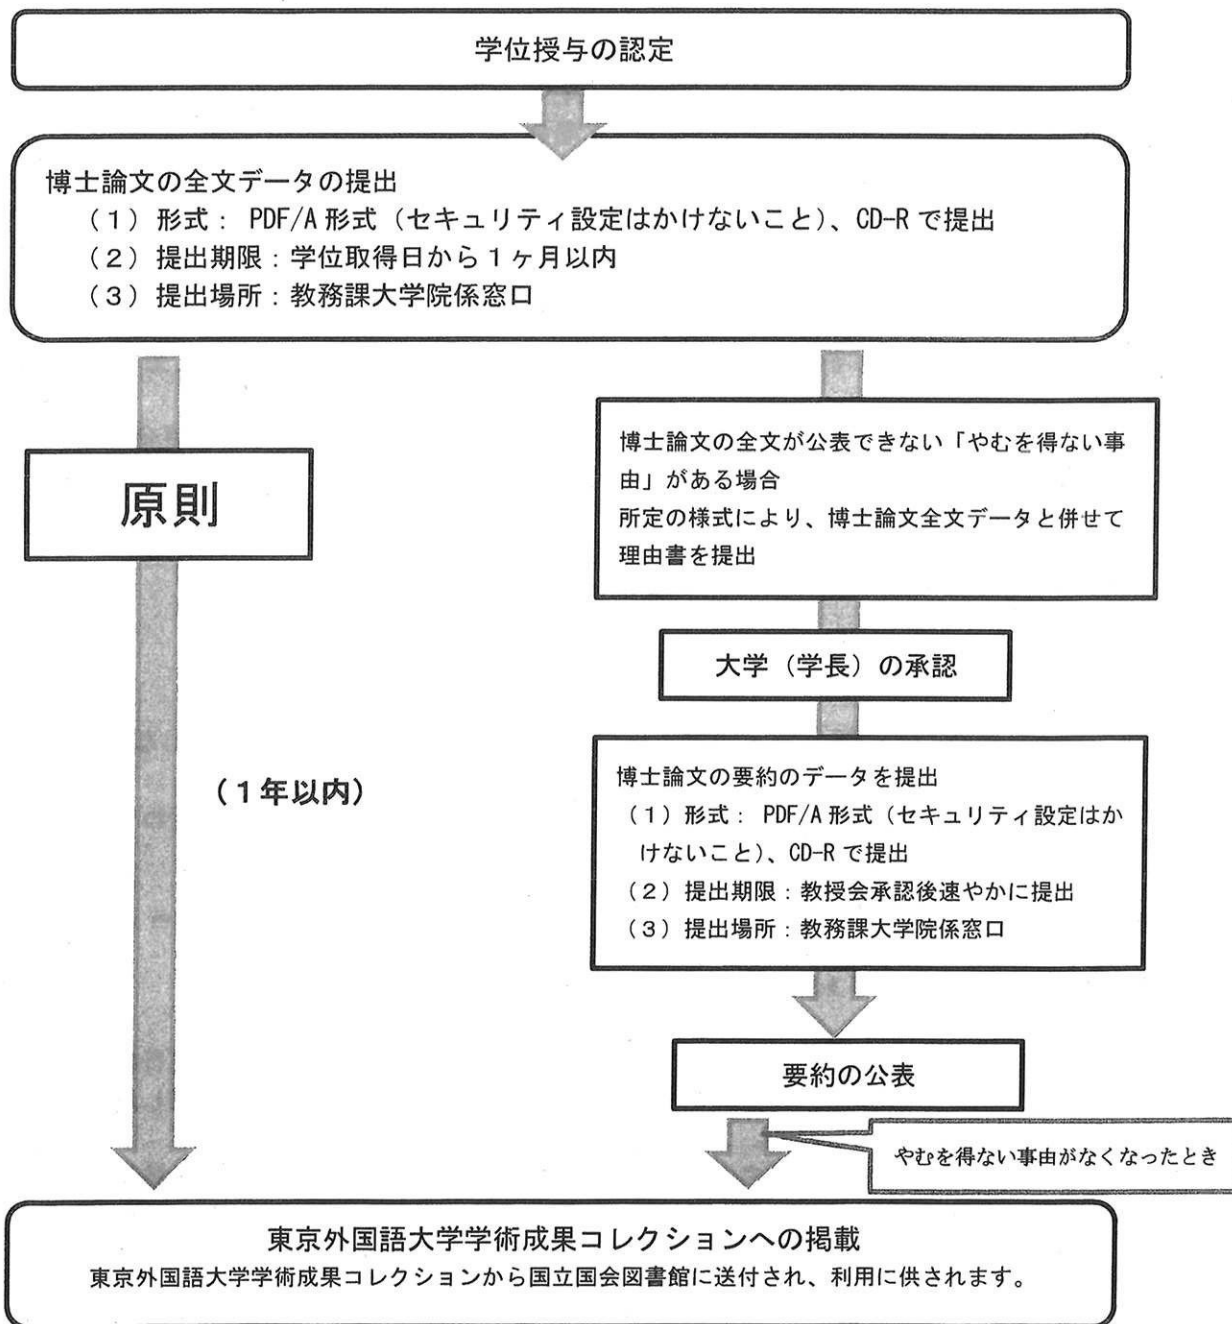 学位授与の認定
博士論文の全文データの提出
(1)形式: PDF/A 形式(セキュリティ設定はかけないこと)、CD-R で提出
(2)提出期限:学位取得日から1ヶ月以内
(3)提出場所:教務課大学院係窓口
原則
(1年以内)
博士論文の全文が公表できない「やむを得ない事
由」がある場合
所定の様式により、博士論文全文データと併せて
理由書を提出
大学(学長)の承認
博士論文の要約のデータを提出
(1)形式: PDF/A 形式(セキュリティ設定はか
けないこと)、CD-R で提出
(2)提出期限:教授会承認後速やかに提出
(3)提出場所:教務課大学院係窓口
要約の公表
やむを得ない事由がなくなったとき
東京外国語大学学術成果コレクションへの掲載
東京外国語大学学術成果コレクションから国立国会図書館に送付され、利用に供されます。